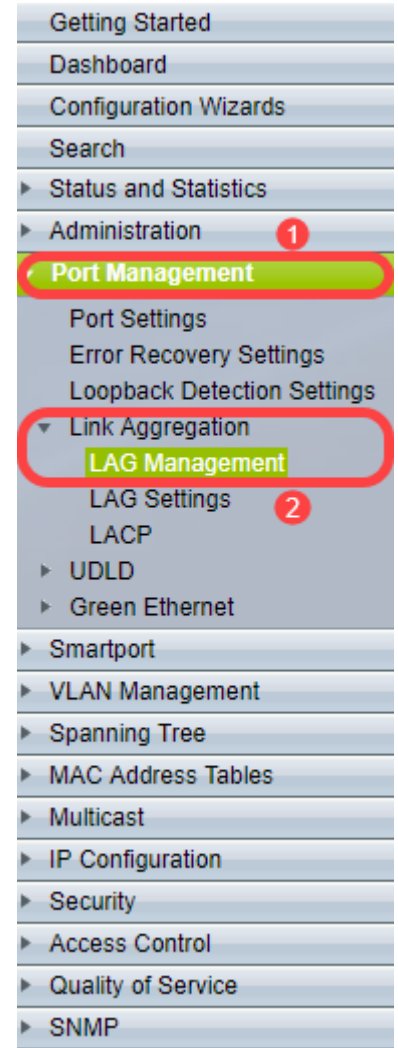 Getting Started
Dashboard
Configuration Wizards
Search
Status and Statistics
Administration
1
Port Management
Port Settings
Error Recovery Settings
Loopback Detection Settings
Link Aggregation
LAG Management
LAG Settings
2
LACP
UDLD
Green Ethernet
Smartport
VLAN Management
Spanning Tree
MAC Address Tables
Multicast
IP Configuration
Security
Access Control
Quality of Service
SNMP